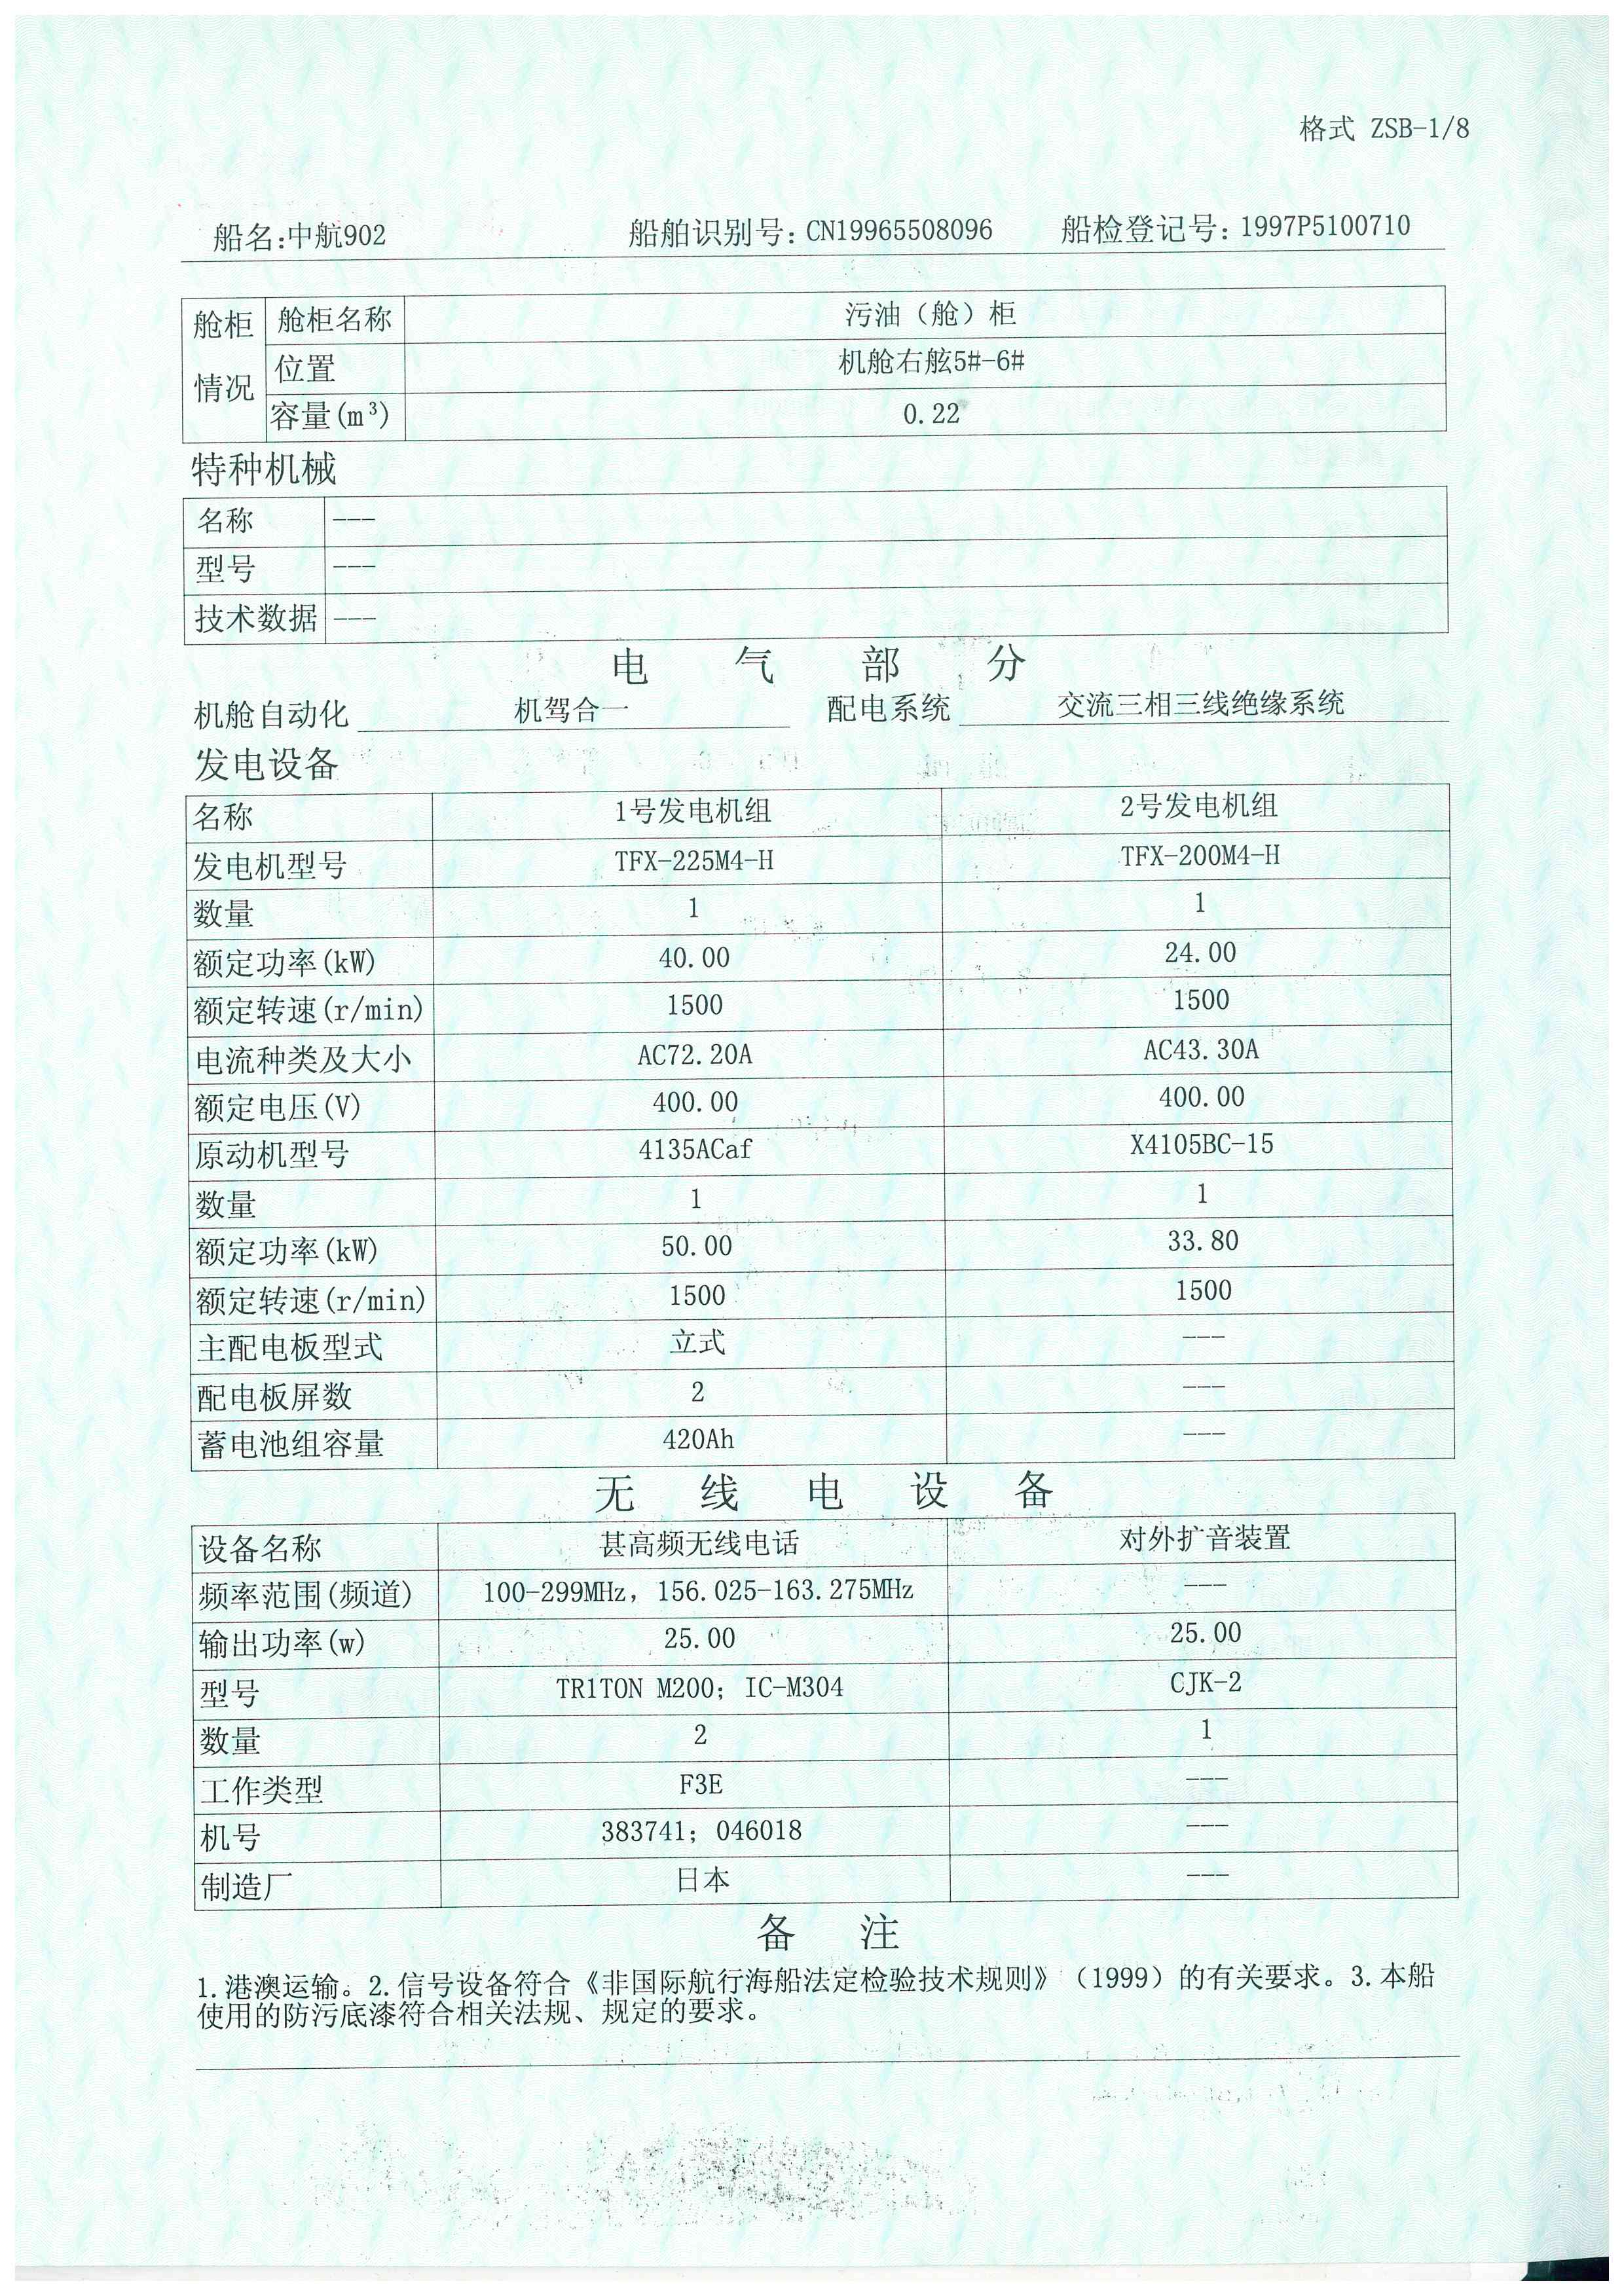 格式 ZSB-1/8
船名:中航902 船舶识别号: CN19965508096 船检登记号: 1997P5100710
舱柜情况 舱柜名称 污油（舱）柜
位置 机舱右舷5#-6#
容量(m³) 0.22
特种机械
名称 ---
型号 ---
技术数据 ---
电气部分
机舱自动化 机驾合一 配电系统 交流三相三线绝缘系统
发电设备
名称 1号发电机组 2号发电机组
发电机型号 TFX-225M4-H TFX-200M4-H
数量 1 1
额定功率(kW) 40.00 24.00
额定转速(r/min) 1500 1500
电流种类及大小 AC72.20A AC43.30A
额定电压(V) 400.00 400.00
原动机型号 4135ACaf X4105BC-15
数量 1 1
额定功率(kW) 50.00 33.80
额定转速(r/min) 1500 1500
主配电板型式 立式 ---
配电板屏数 2 ---
蓄电池组容量 420Ah ---
无线电设备
设备名称 甚高频无线电话 对外扩音装置
频率范围(频道) 100-299MHz, 156.025-163.275MHz ---
输出功率(w) 25.00 25.00
型号 TR1TON M200; IC-M304 CJK-2
数量 2 1
工作类型 F3E ---
机号 383741; 046018 ---
制造厂 日本 ---
备注
1.港澳运输。2.信号设备符合《非国际航行海船法定检验技术规则》（1999）的有关要求。3.本船
使用的防污底漆符合相关法规、规定的要求。